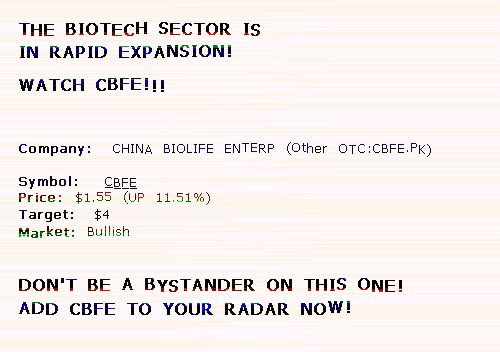 THE BIOTECH SECTOR IS
IN RAPID EXPANSION!
WATCH CBFE!!!
Company: CHINA BIOLIFE ENTERP (Other OTC:CBFE.PK)
Symbol: CBFE
Price: $1.55 (UP 11.51%)
Target: $4
Market: Bullish
DON'T BE A BYSTANDER ON THIS ONE!
ADD CBFE TO YOUR RADAR NOW!